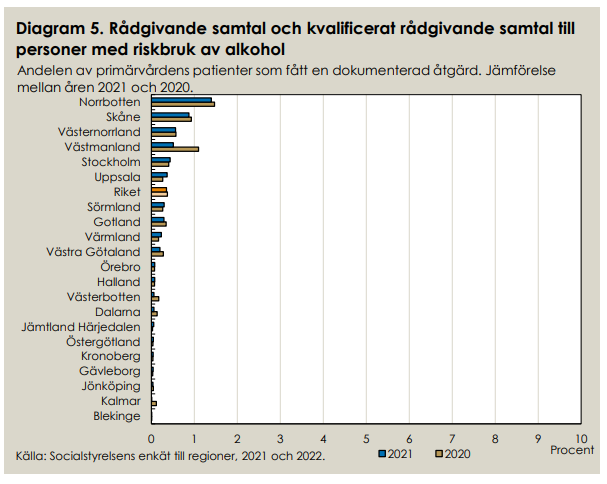 Diagram 5. Rådgivande samtal och kvalificerat rådgivande samtal till
personer med riskbruk av alkohol
Andelen av primärvårdens patienter som fått en dokumenterad åtgärd. Jämförelse
mellan åren 2021 och 2020.
Norrbotten
Skåne
Västernorrland
Västmanland
Stockholm
Uppsala
Riket
Sörmland
Gotland
Värmland
Västra Götaland
Örebro
Halland
Västerbotten
Dalarna
Jämtland Härjedalen
Östergötland
Kronoberg
Gävleborg
Jönköping
Kalmar
Blekinge
0 1 2 3 4 5 6 7 8 9 10
Procent
Källa: Socialstyrelsens enkät till regioner, 2021 och 2022.
2021 2020